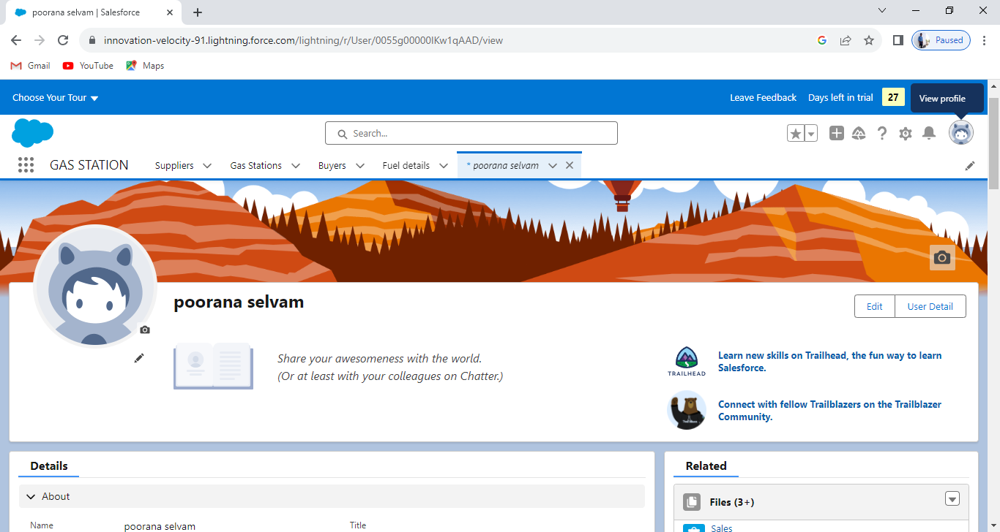 poorana selvam | Salesforce
innovation-velocity-91.lightning.force.com/lightning/r/User/0055g00000IKw1qAAD/view
Paused
Gmail YouTube Maps
Choose Your Tour Leave Feedback Days left in trial 27 View profile
Search...
GAS STATION Suppliers Gas Stations Buyers Fuel details * poorana selvam
poorana selvam
Edit User Detail
Share your awesomeness with the world.
(Or at least with your colleagues on Chatter.)
TRAILHEAD
Learn new skills on Trailhead, the fun way to learn
Salesforce.
Connect with fellow Trailblazers on the Trailblazer
Community.
Details
Related
About
Files (3+)
Name poorana selvam Title
Sales